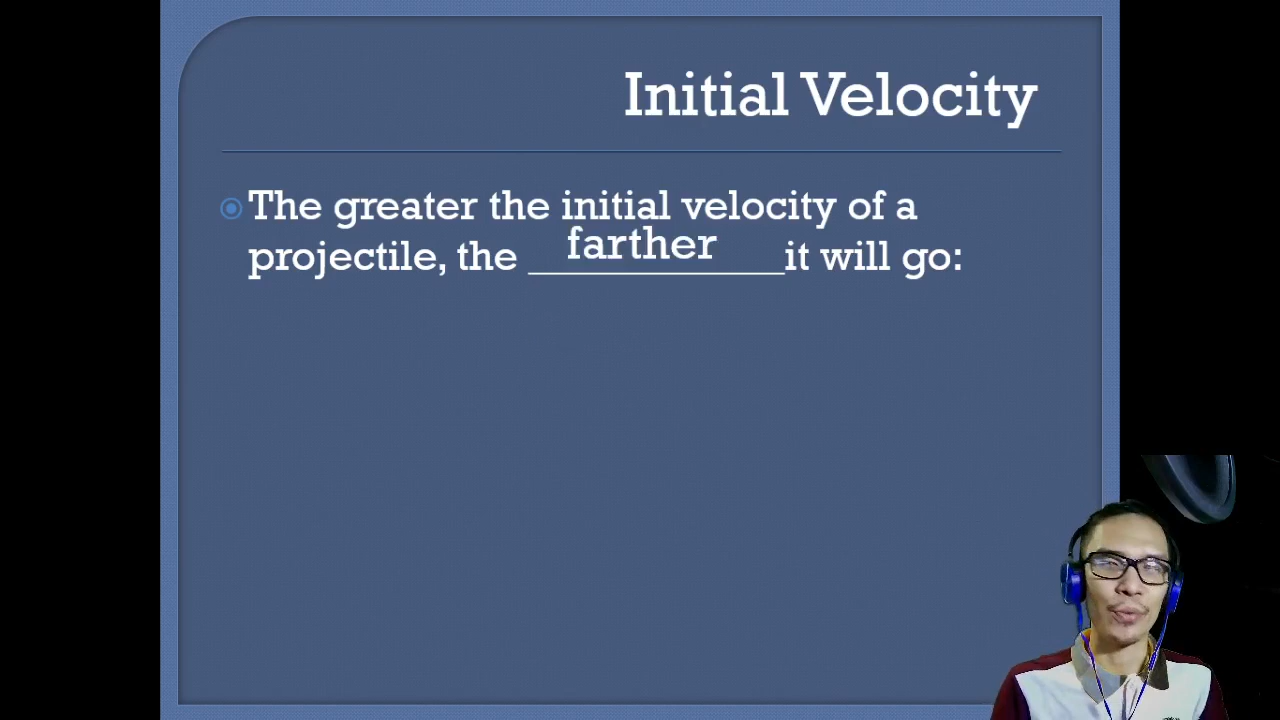 Initial Velocity
The greater the initial velocity of a
projectile, the farther it will go: